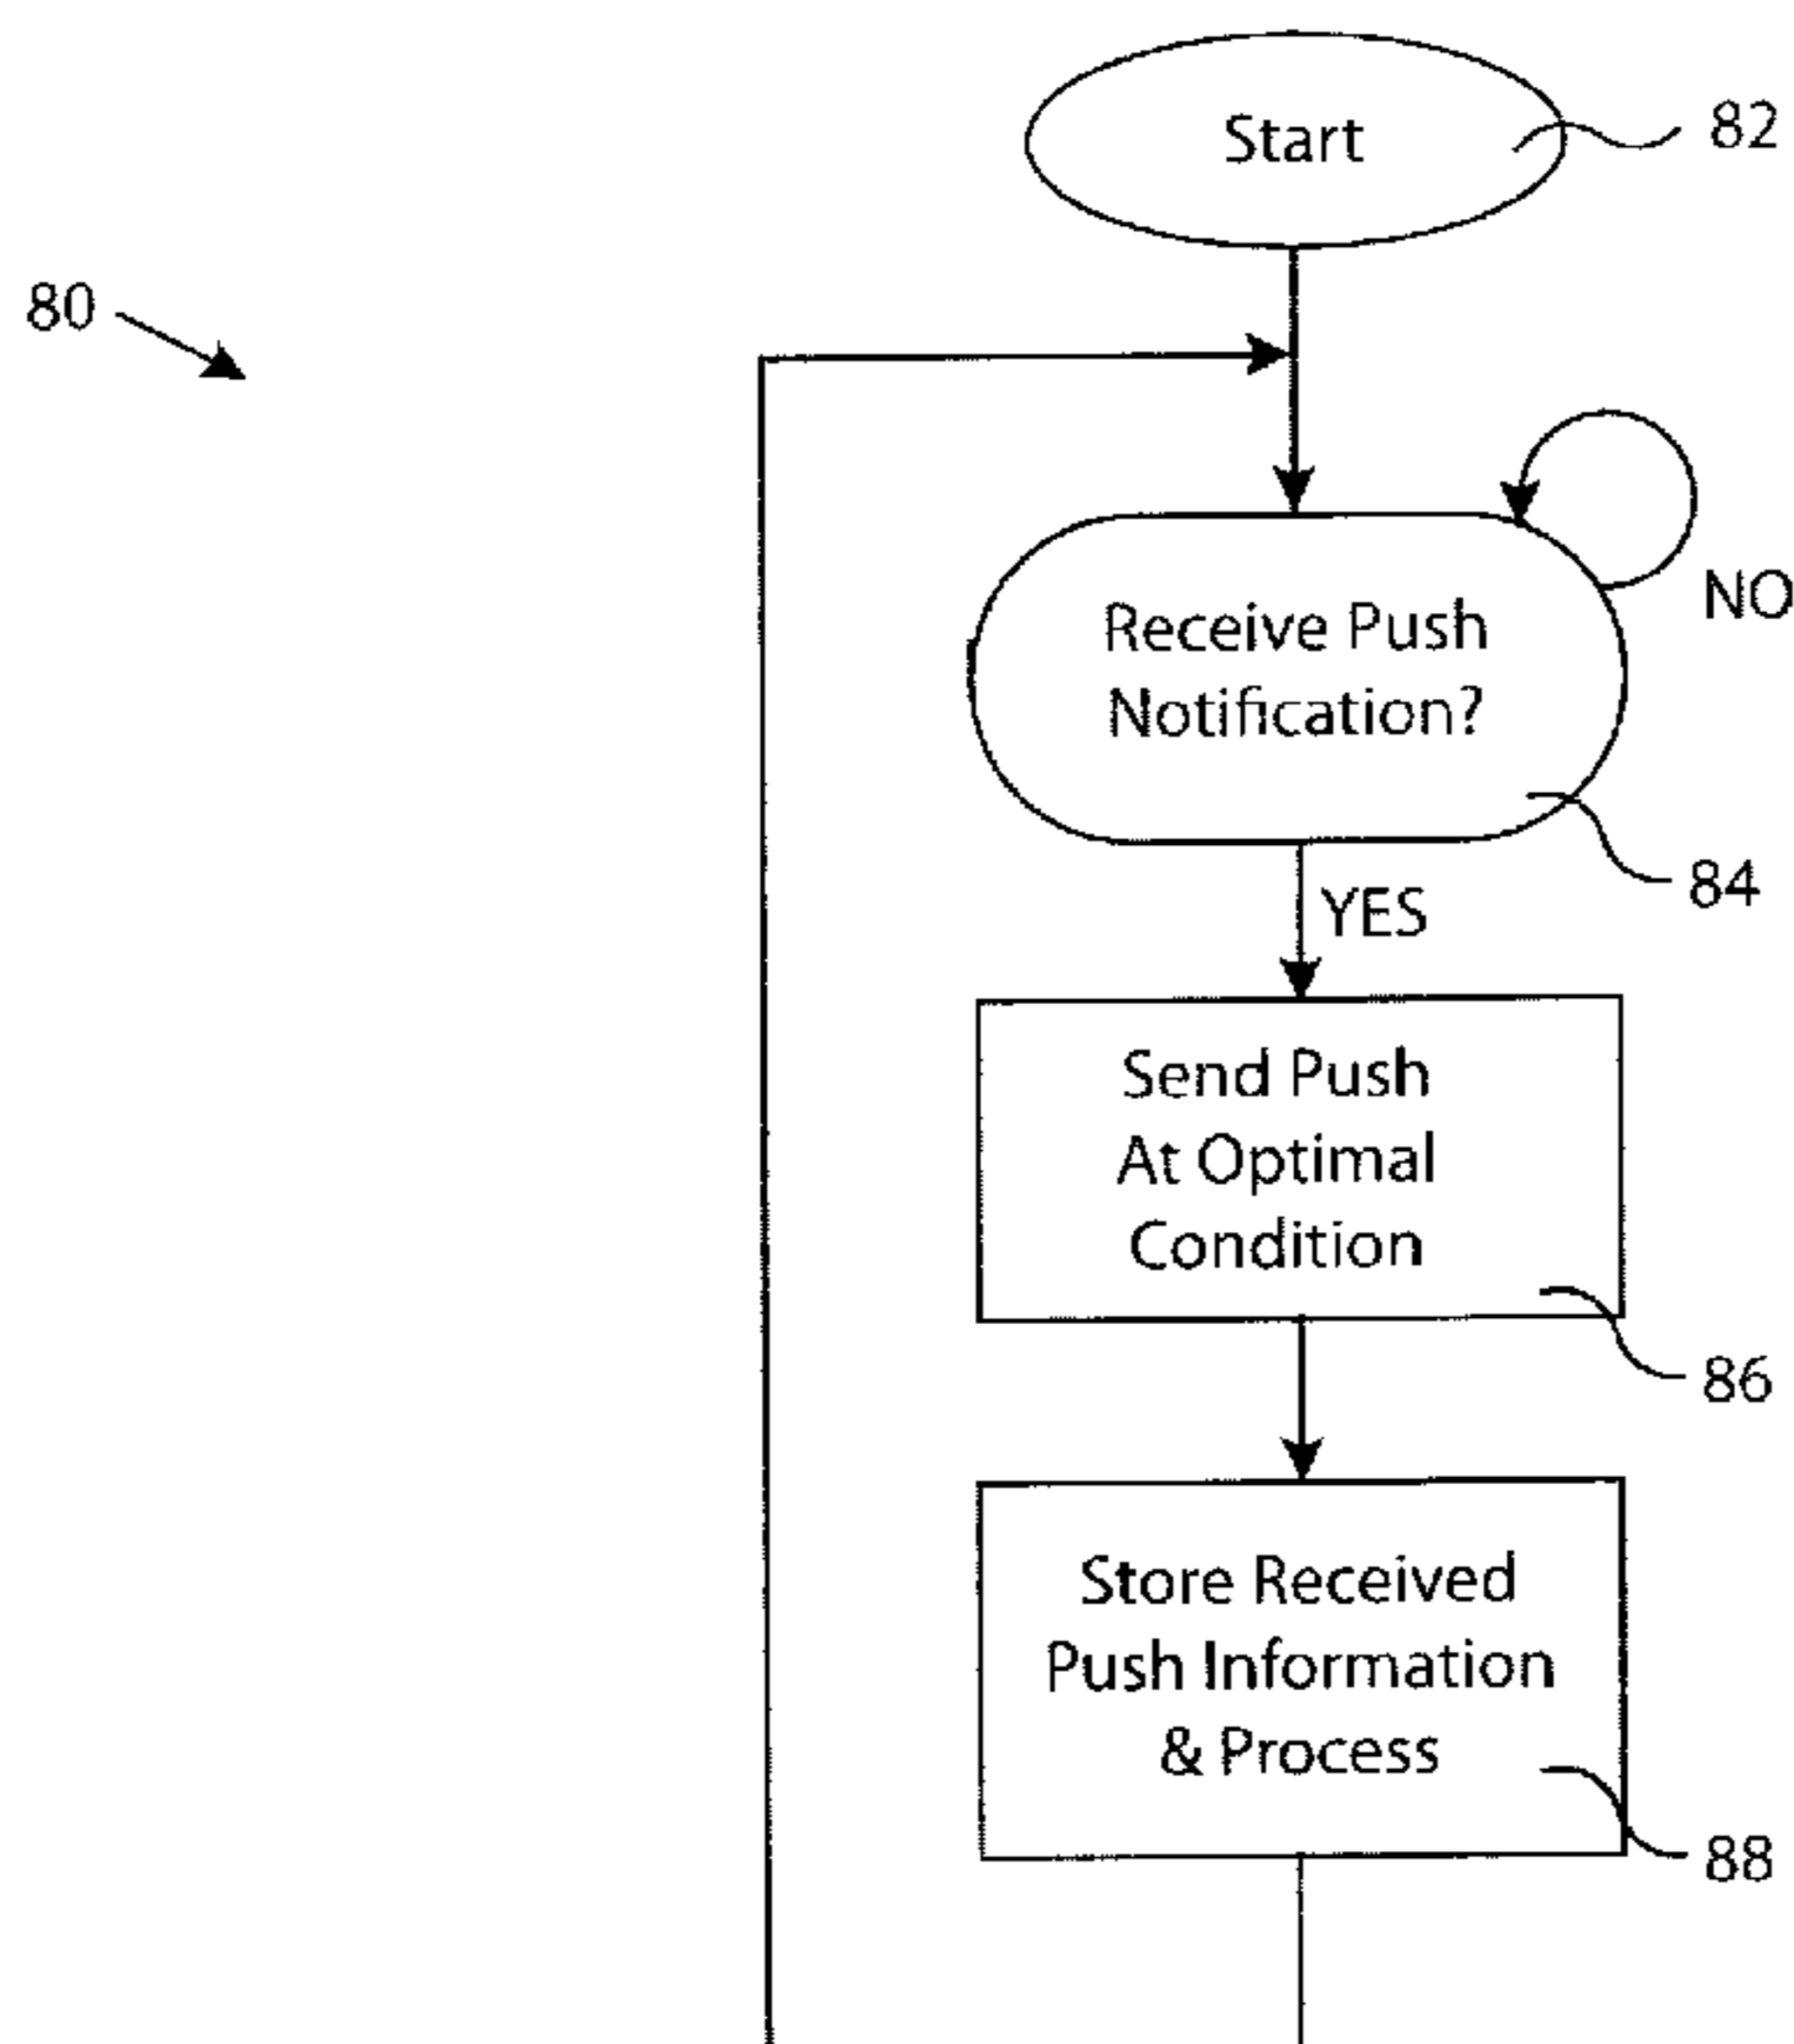 Start
82
80
NO
Receive Push
Notification?
84
YES
Send Push
At Optimal
Condition
86
Store Received
Push Information
& Process
88